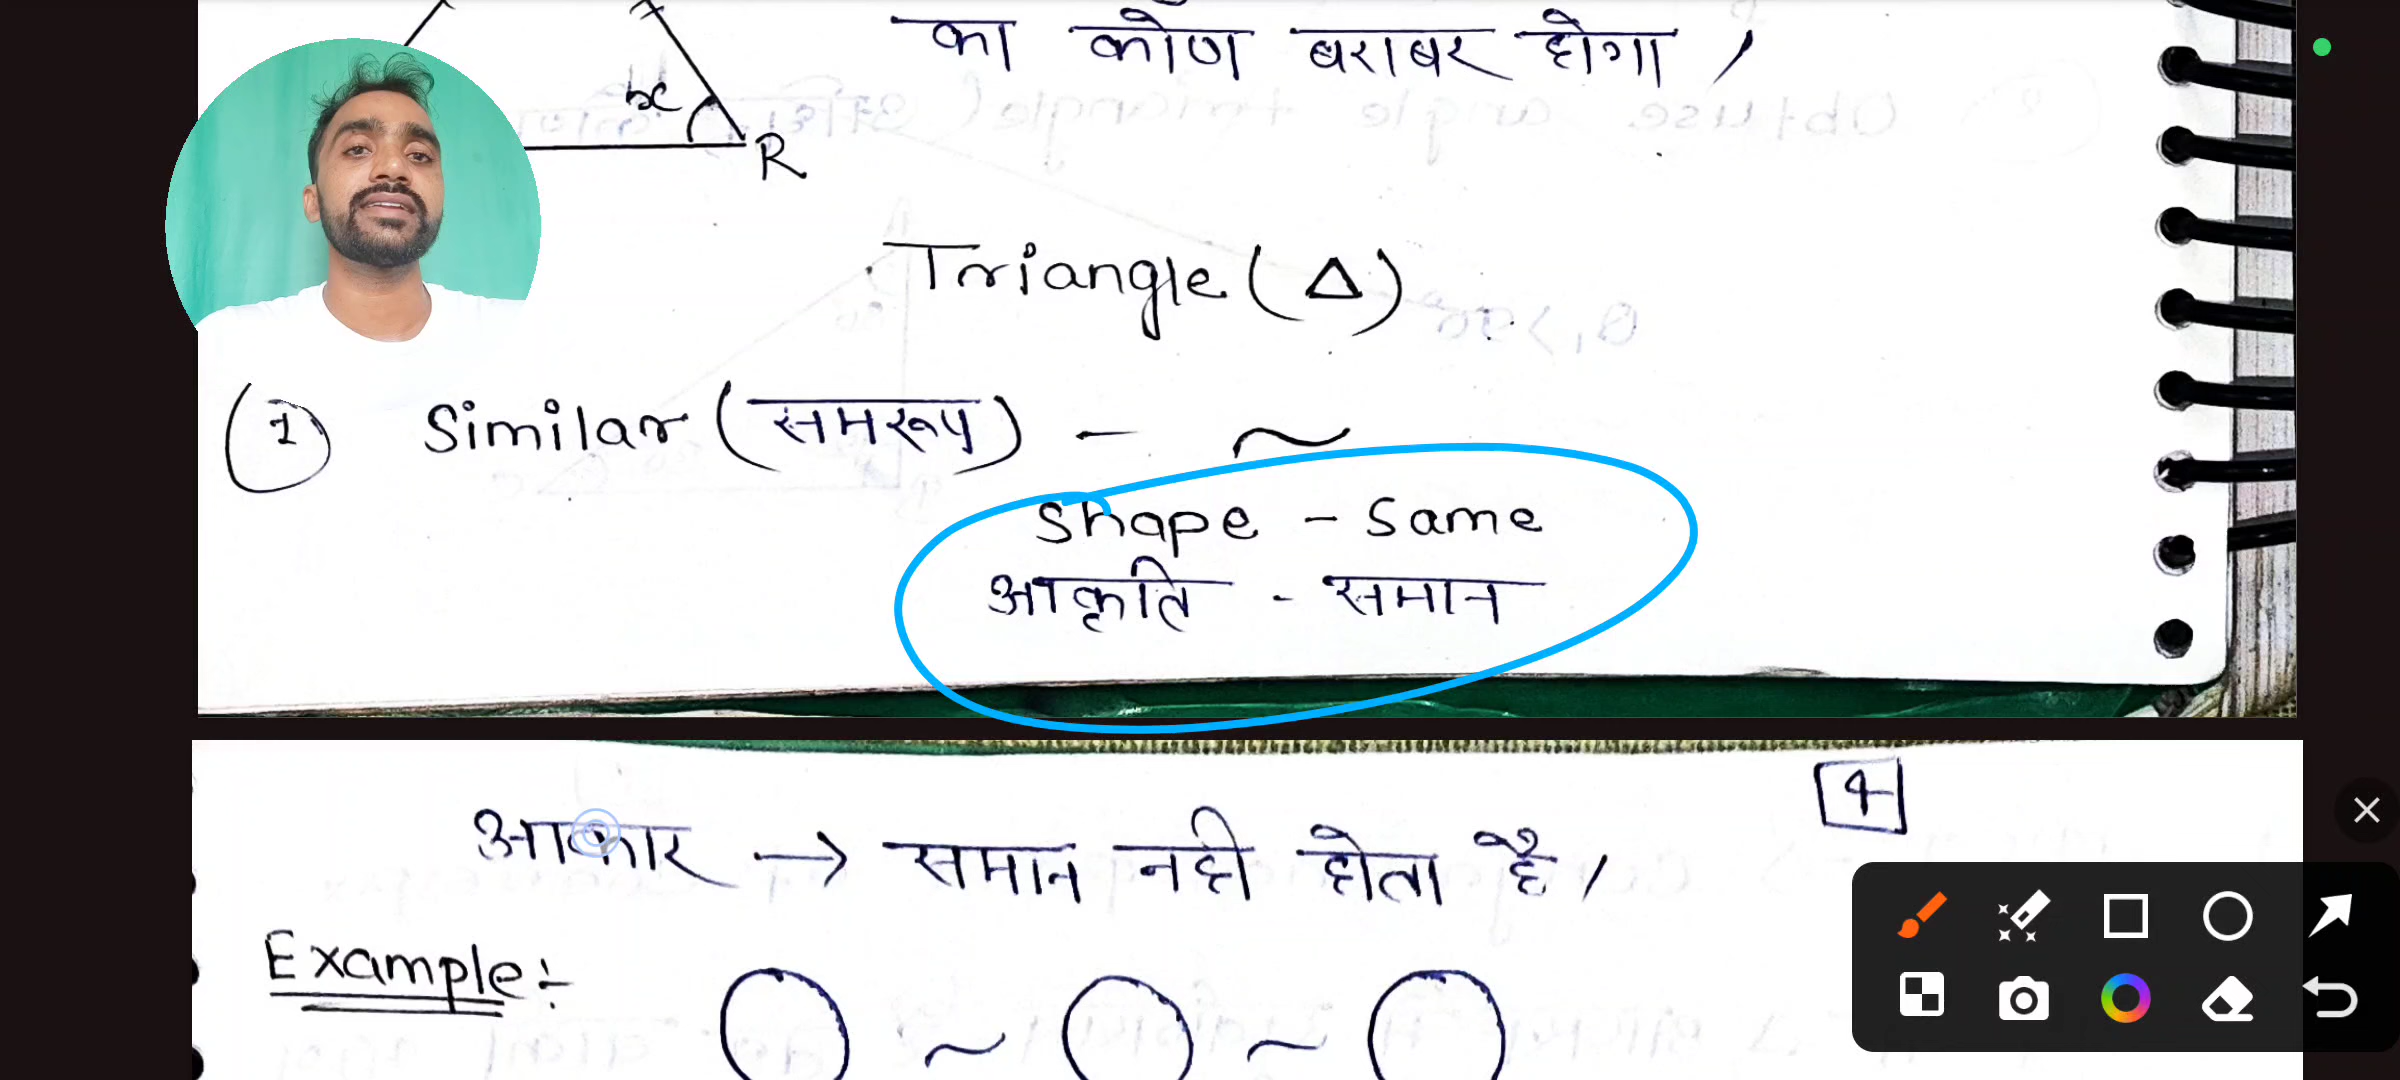 का कोण बराबर होगा /
x R
Triangle ( Δ )
1 Similar ( समरूप ) – ~
Shape – Same
आकृति - समान
4
आकार → समान नही होता है /
Example :-
~ ~